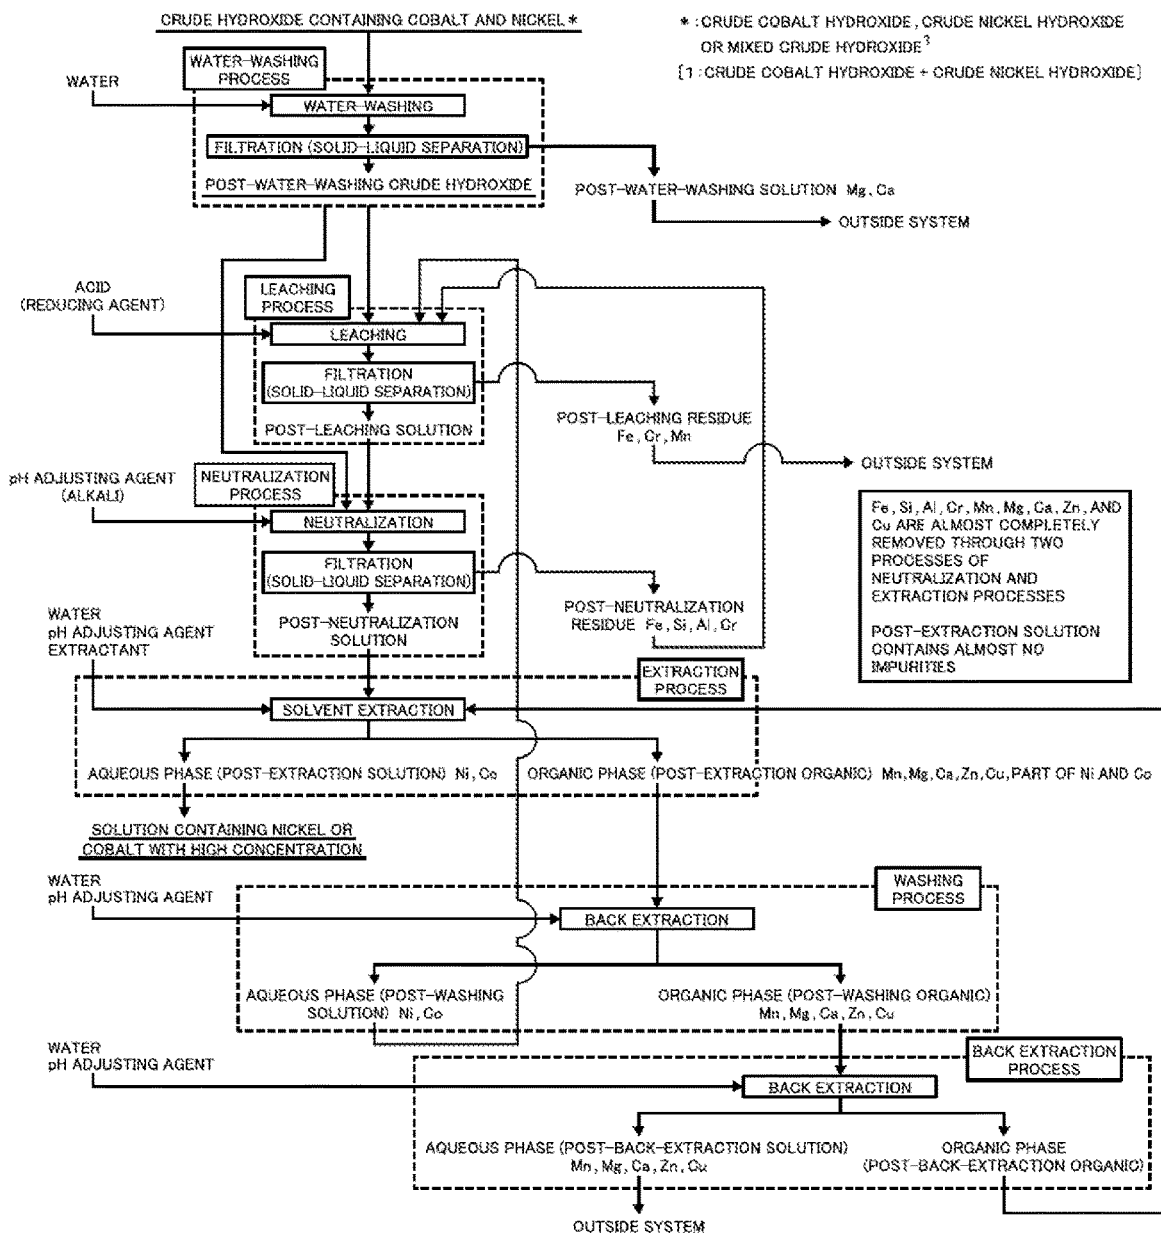 CRUDE HYDROXIDE CONTAINING COBALT AND NICKEL*
* :CRUDE COBALT HYDROXIDE, CRUDE NICKEL HYDROXIDE
OR MIXED CRUDE HYDROXIDE
: CRUDE COBALT HYDROXIDE + CRUDE NICKEL HYDROXIDE]
WATER-WASHING
PROCESS
WATER
WATER-WASHING
FILTRATION (SOLID-LIQUID SEPARATION)
POST-WATER-WASHING CRUDE HYDROXIDE
POST-WATER-WASHING SOLUTION Mg, Ca
OUTSIDE SYSTEM
LEACHING
PROCESS
ACID
(REDUCING AGENT)
LEACHING
FILTRATION
(SOLID-LIQUID SEPARATION)
POST-LEACHING SOLUTION
POST-LEACHING RESIDUE
Fe, Cr, Mn
OUTSIDE SYSTEM
NEUTRALIZATION
PROCESS
pH ADJUSTING AGENT
(ALKALI)
NEUTRALIZATION
FILTRATION
(SOLID-LIQUID SEPARATION)
POST-NEUTRALIZATION
SOLUTION
POST-NEUTRALIZATION
RESIDUE Fe, Si, Al, Cr
Fe, Si, Al, Cr, Mn, Mg, Ca, Zn, AND
Cu ARE ALMOST COMPLETELY
REMOVED THROUGH TWO
PROCESSES OF
NEUTRALIZATION AND
EXTRACTION PROCESSES
POST-EXTRACTION SOLUTION
CONTAINS ALMOST NO
IMPURITIES
WATER
pH ADJUSTING AGENT
EXTRACTANT
EXTRACTION
PROCESS
SOLVENT EXTRACTION
AQUEOUS PHASE (POST-EXTRACTION SOLUTION) Ni, Co
ORGANIC PHASE (POST-EXTRACTION ORGANIC) Mn, Mg, Ca, Zn, Cu, PART OF Ni AND Co
SOLUTION CONTAINING NICKEL OR
COBALT WITH HIGH CONCENTRATION
WATER
pH ADJUSTING AGENT
WASHING
PROCESS
BACK EXTRACTION
AQUEOUS PHASE (POST-WASHING
SOLUTION) Ni, Co
ORGANIC PHASE (POST-WASHING ORGANIC)
Mn, Mg, Ca, Zn, Cu
WATER
pH ADJUSTING AGENT
BACK EXTRACTION
PROCESS
BACK EXTRACTION
AQUEOUS PHASE (POST-BACK-EXTRACTION SOLUTION)
Mn, Mg, Ca, Zn, Cu
ORGANIC PHASE
(POST-BACK-EXTRACTION ORGANIC)
OUTSIDE SYSTEM